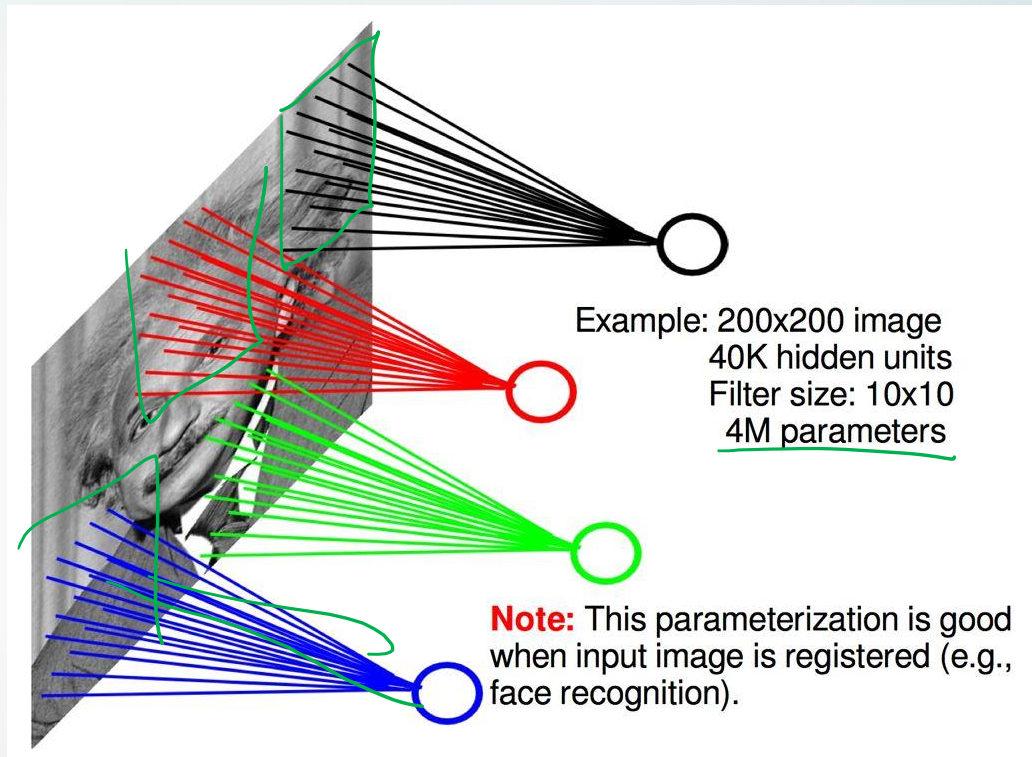 Example: 200x200 image
40K hidden units
Filter size: 10x10
4M parameters
Note: This parameterization is good
when input image is registered (e.g.,
face recognition).